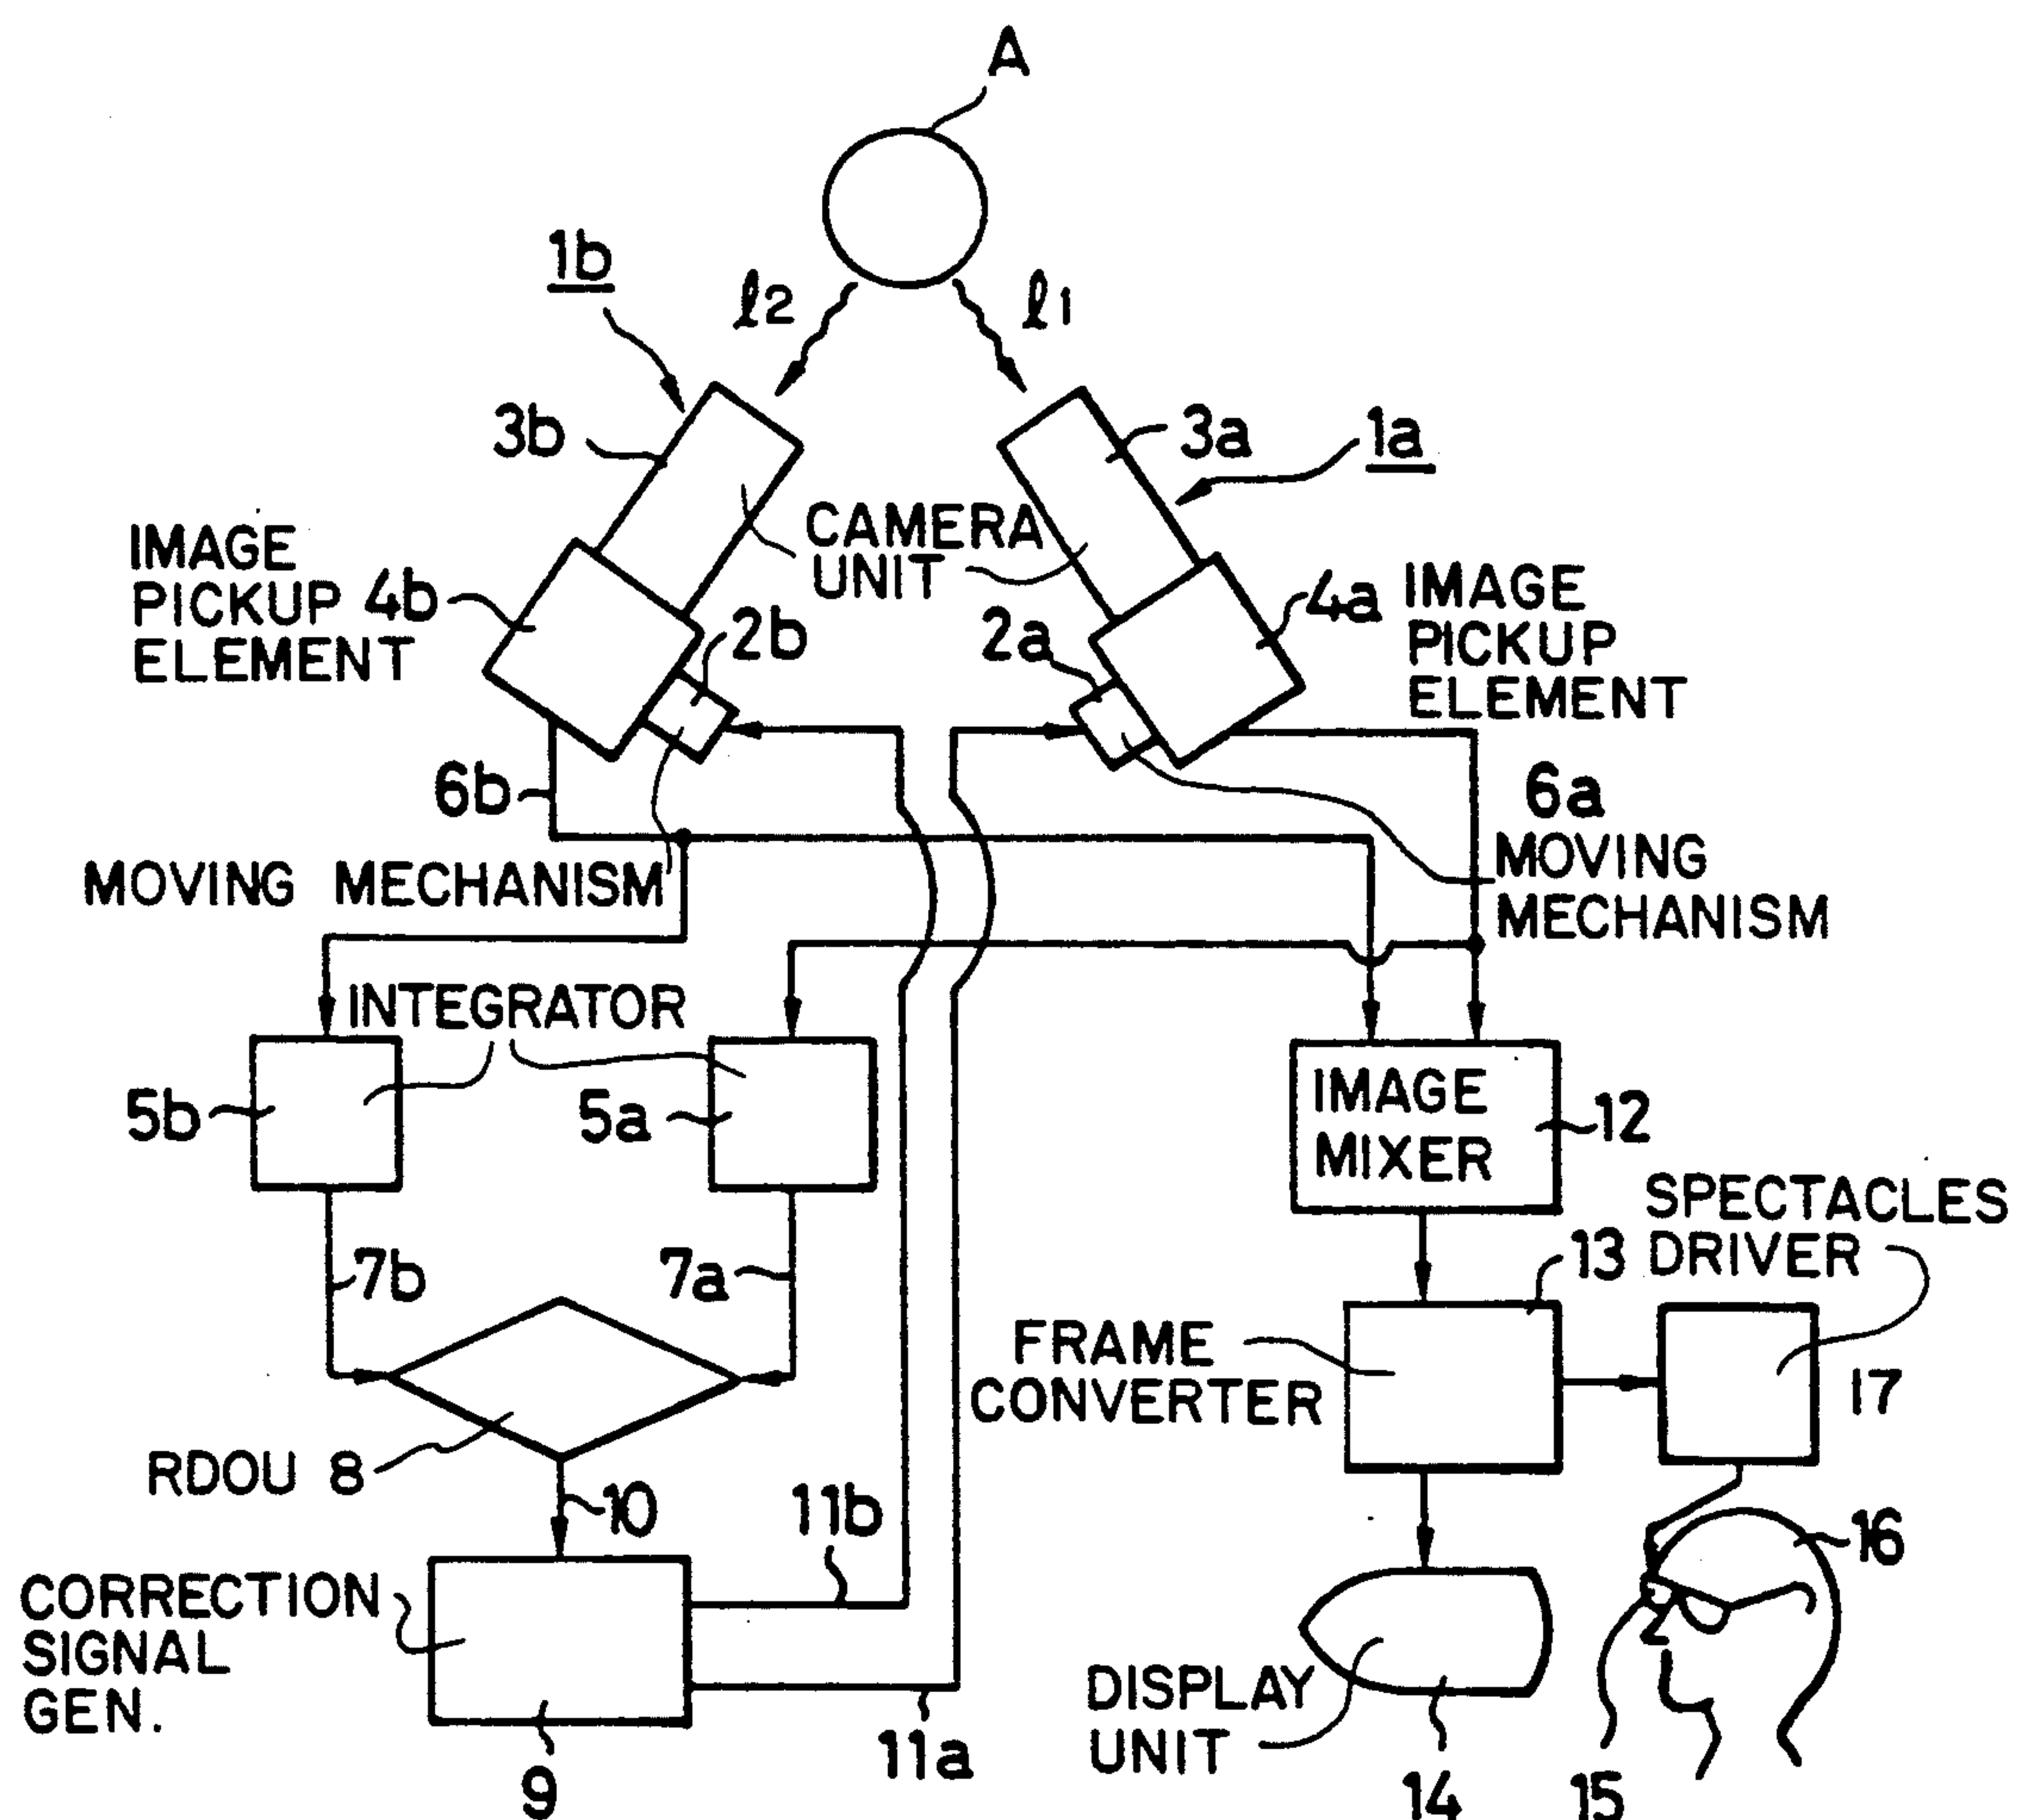 A
1b
l2
l1
3b
3a
1a
CAMERA
UNIT
IMAGE
PICKUP 4b
ELEMENT
2b
2a
4a IMAGE
PICKUP
ELEMENT
6b
6a
MOVING MECHANISM
MOVING
MECHANISM
INTEGRATOR
5b
5a
IMAGE
MIXER
12
7b
7a
13
SPECTACLES
DRIVER
FRAME
CONVERTER
17
RDOU 8
10
11b
16
CORRECTION
SIGNAL
GEN.
DISPLAY
UNIT
9
11a
14
15